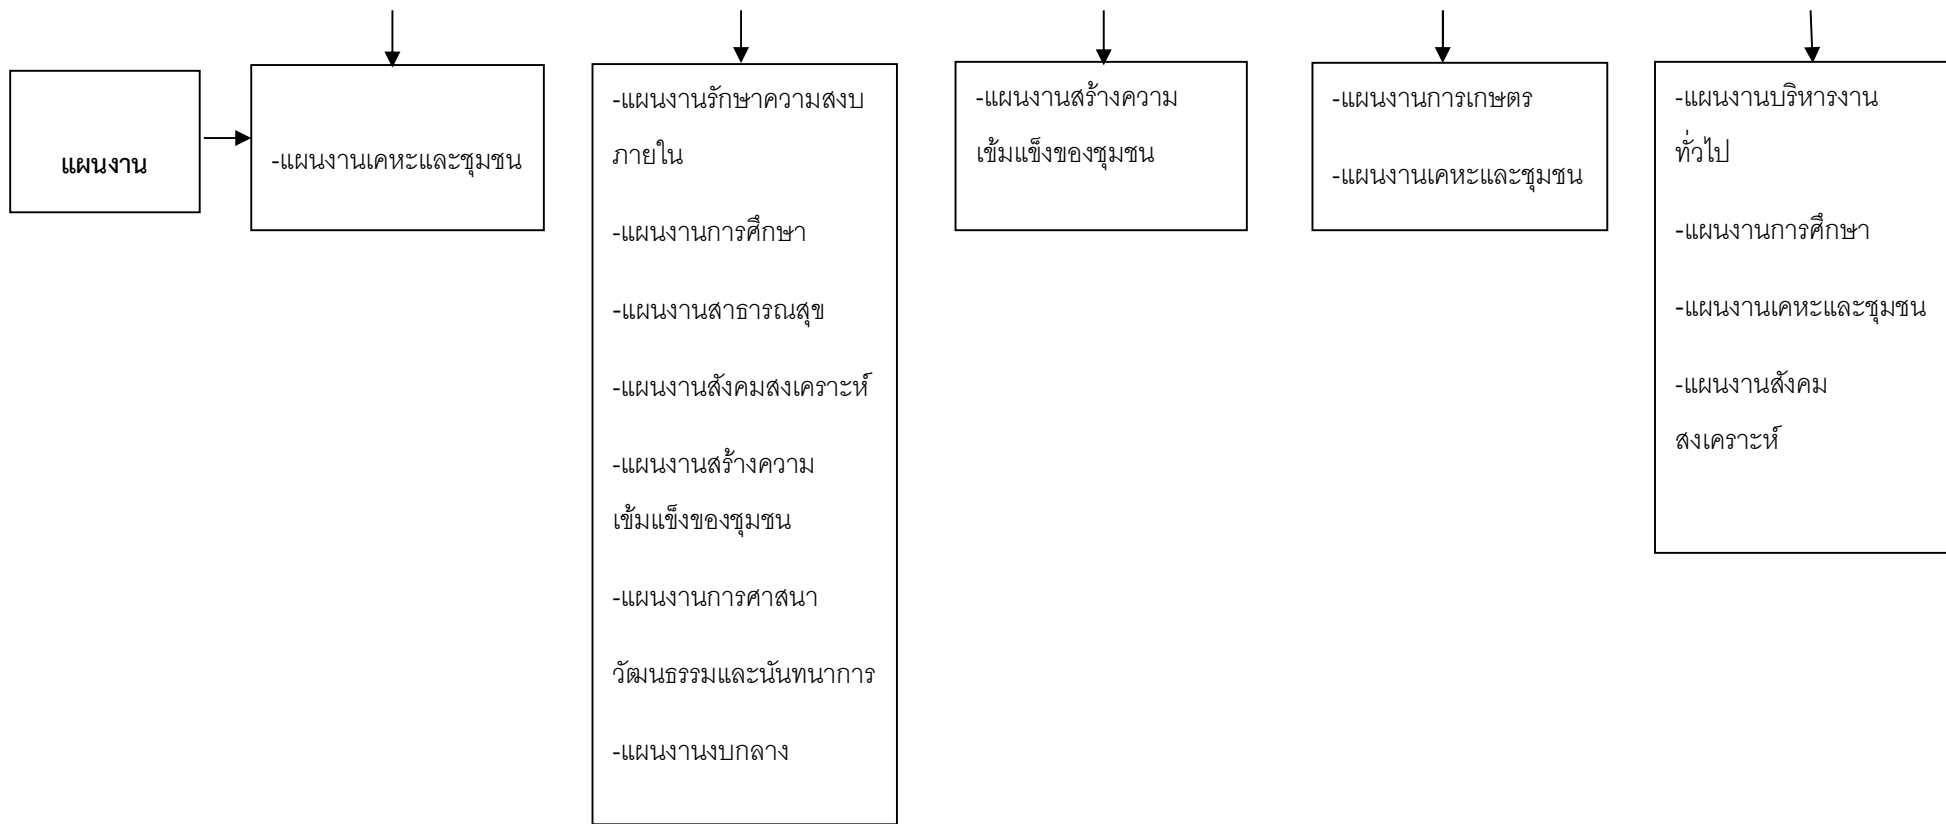 แผนงาน
-แผนงานเคหะและชุมชน
-แผนงานรักษาความสงบ
ภายใน
-แผนงานการศึกษา
-แผนงานสาธารณสุข
-แผนงานสังคมสงเคราะห์
-แผนงานสร้างความ
เข้มแข็งของชุมชน
-แผนงานการศาสนา
วัฒนธรรมและนันทนาการ
-แผนงานงบกลาง
-แผนงานสร้างความ
เข้มแข็งของชุมชน
-แผนงานการเกษตร
-แผนงานเคหะและชุมชน
-แผนงานบริหารงาน
ทั่วไป
-แผนงานการศึกษา
-แผนงานเคหะและชุมชน
-แผนงานสังคม
สงเคราะห์